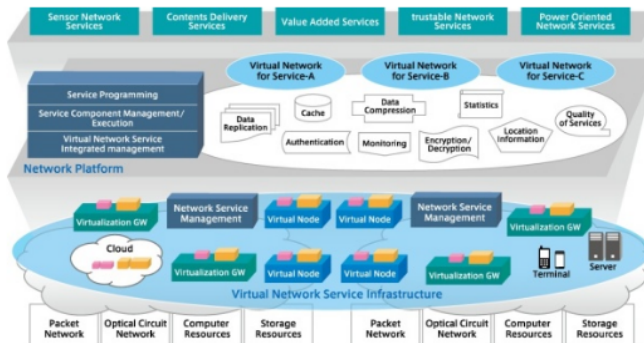 Sensor Network
Services
Contents Delivery
Services
Value Added Services
trustable Network
Services
Power Oriented
Network Services
Virtual Network
for Service-A
Virtual Network
for Service-B
Virtual Network
for Service-C
Service Programming
Service Component Management/
Execution
Virtual Network Service
Integrated management
Network Platform
Data
Replication
Cache
Data
Compression
Statistics
Quality
of Services
Authentication
Monitoring
Encryption/
Decryption
Location
Information
Virtualization GW
Network Service
Management
Virtual Node
Virtual Node
Network Service
Management
Virtualization GW
Cloud
Virtualization GW
Virtual Node
Virtual Node
Virtualization GW
Terminal
Server
Virtual Network Service Infrastructure
Packet
Network
Optical Circuit
Network
Computer
Resources
Storage
Resources
Packet
Network
Optical Circuit
Network
Computer
Resources
Storage
Resources